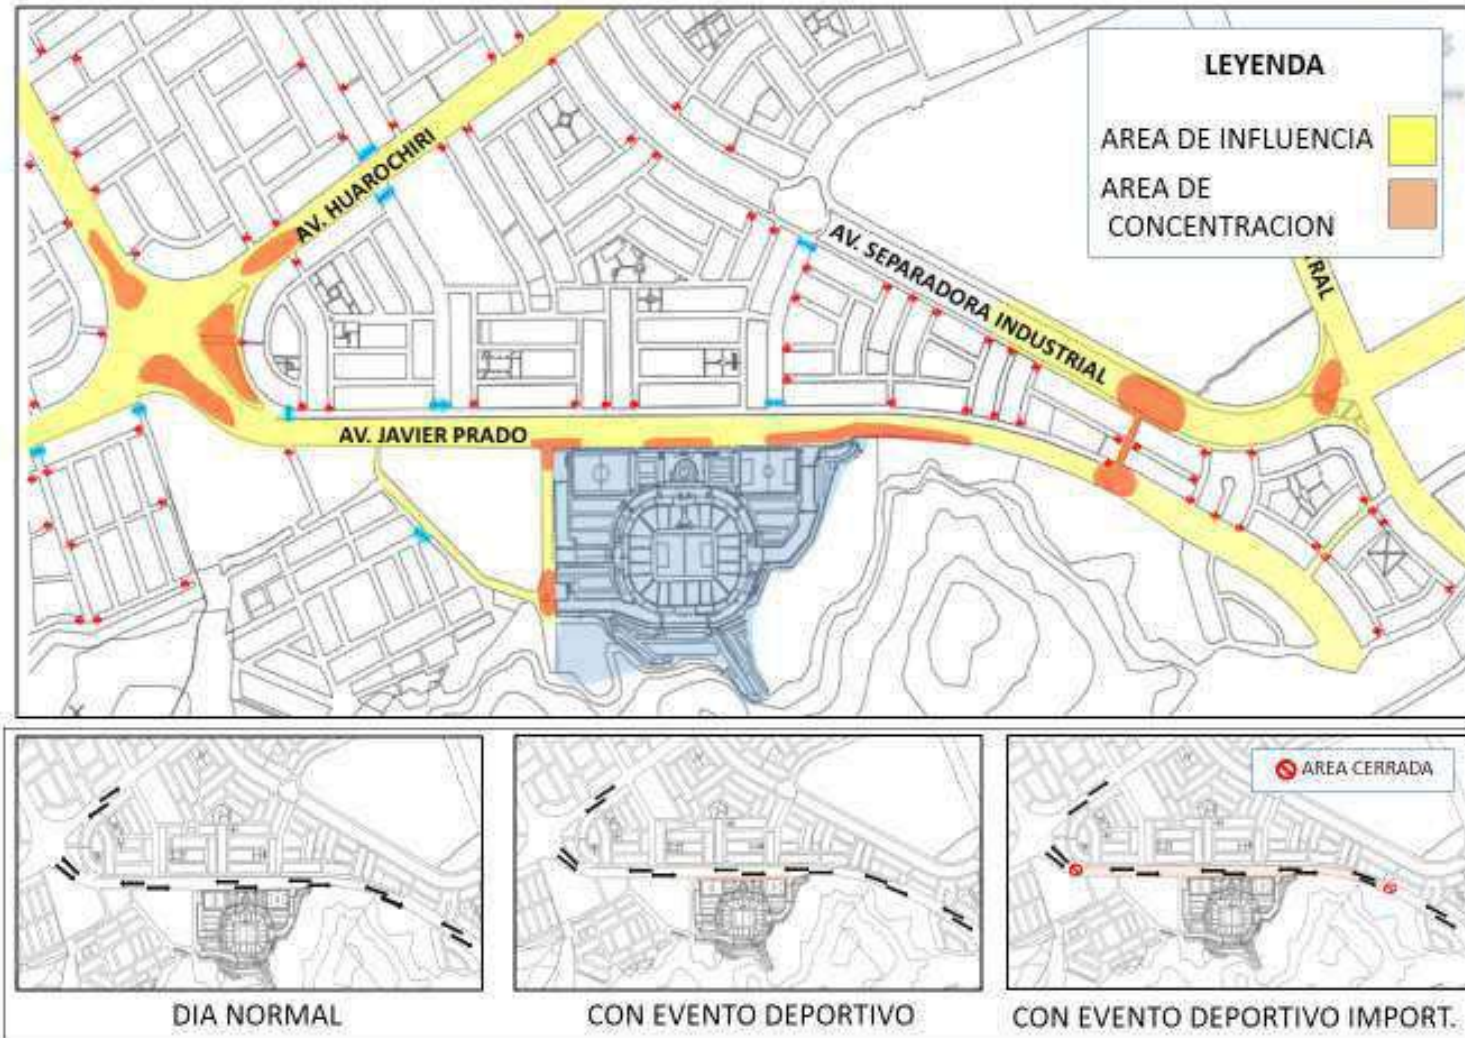 LEYENDA
AREA DE INFLUENCIA
AREA DE
CONCENTRACION
AV. HUAROCHIRI
AV. SEPARADORA INDUSTRIAL
TRAL
AV. JAVIER PRADO
AREA CERRADA
DIA NORMAL
CON EVENTO DEPORTIVO
CON EVENTO DEPORTIVO IMPORT.